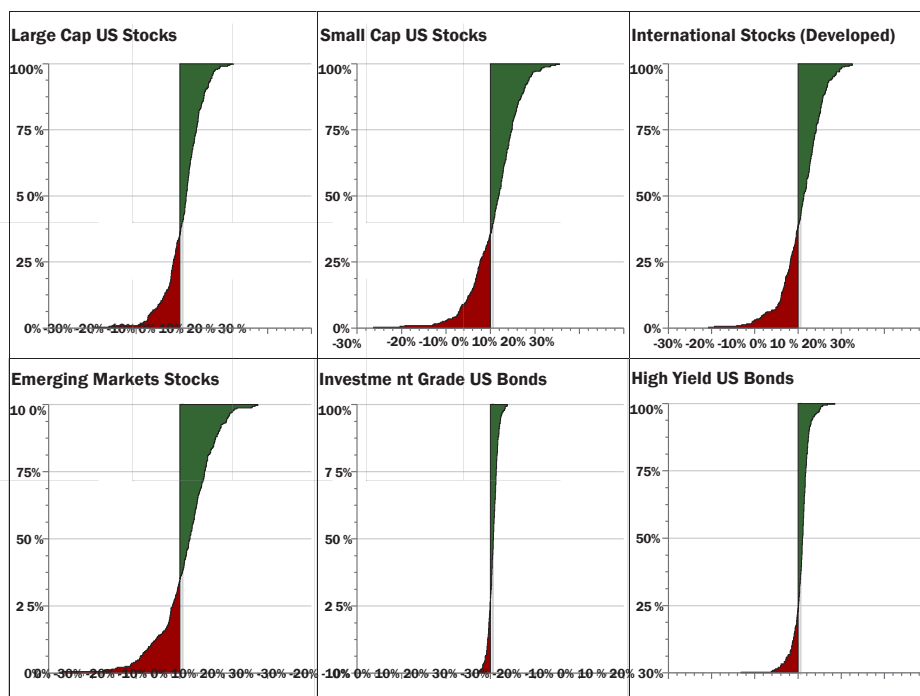 Large Cap US Stocks
100%
75 %
5 0%
25 %
0% -30% -20% -10% 0% 10 % 20 % 30 %
Small Cap US Stocks
100%
75%
50%
25%
0%
-30% -20% -10% 0% 10 % 20% 30%
International Stocks (Developed)
100%
75%
50%
25%
0%
-30% -20% -10% 0% 10 % 20% 30%
Emerging Markets Stocks
10 0%
75%
50 %
2 5%
-30% -20% -10% 0% 10% 20% 30%
Investme nt Grade US Bonds
100%
7 5%
50 %
2 5%
-30% -20% -10% 0% 10% 20% 30%
High Yield US Bonds
100%
75%
50%
25 %
-30% -20% -10% 0% 10% 20% 30%